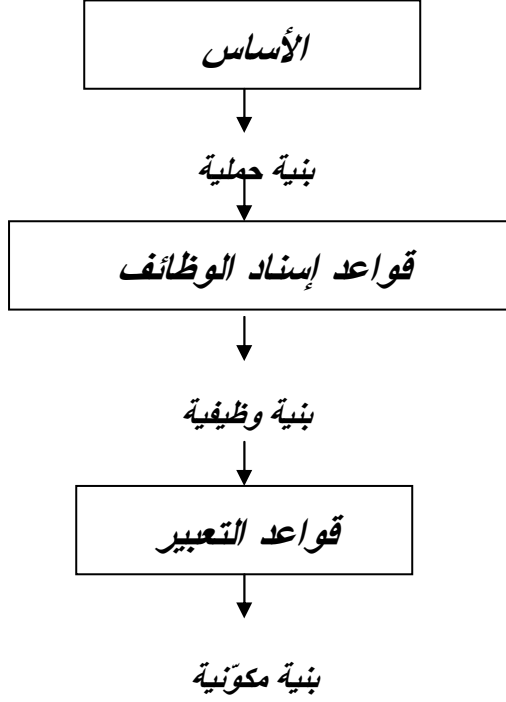 الأساس
بنية حملية
قواعد إسناد الوظائف
بنية وظيفية
قواعد التعبير
بنية مكوّنية